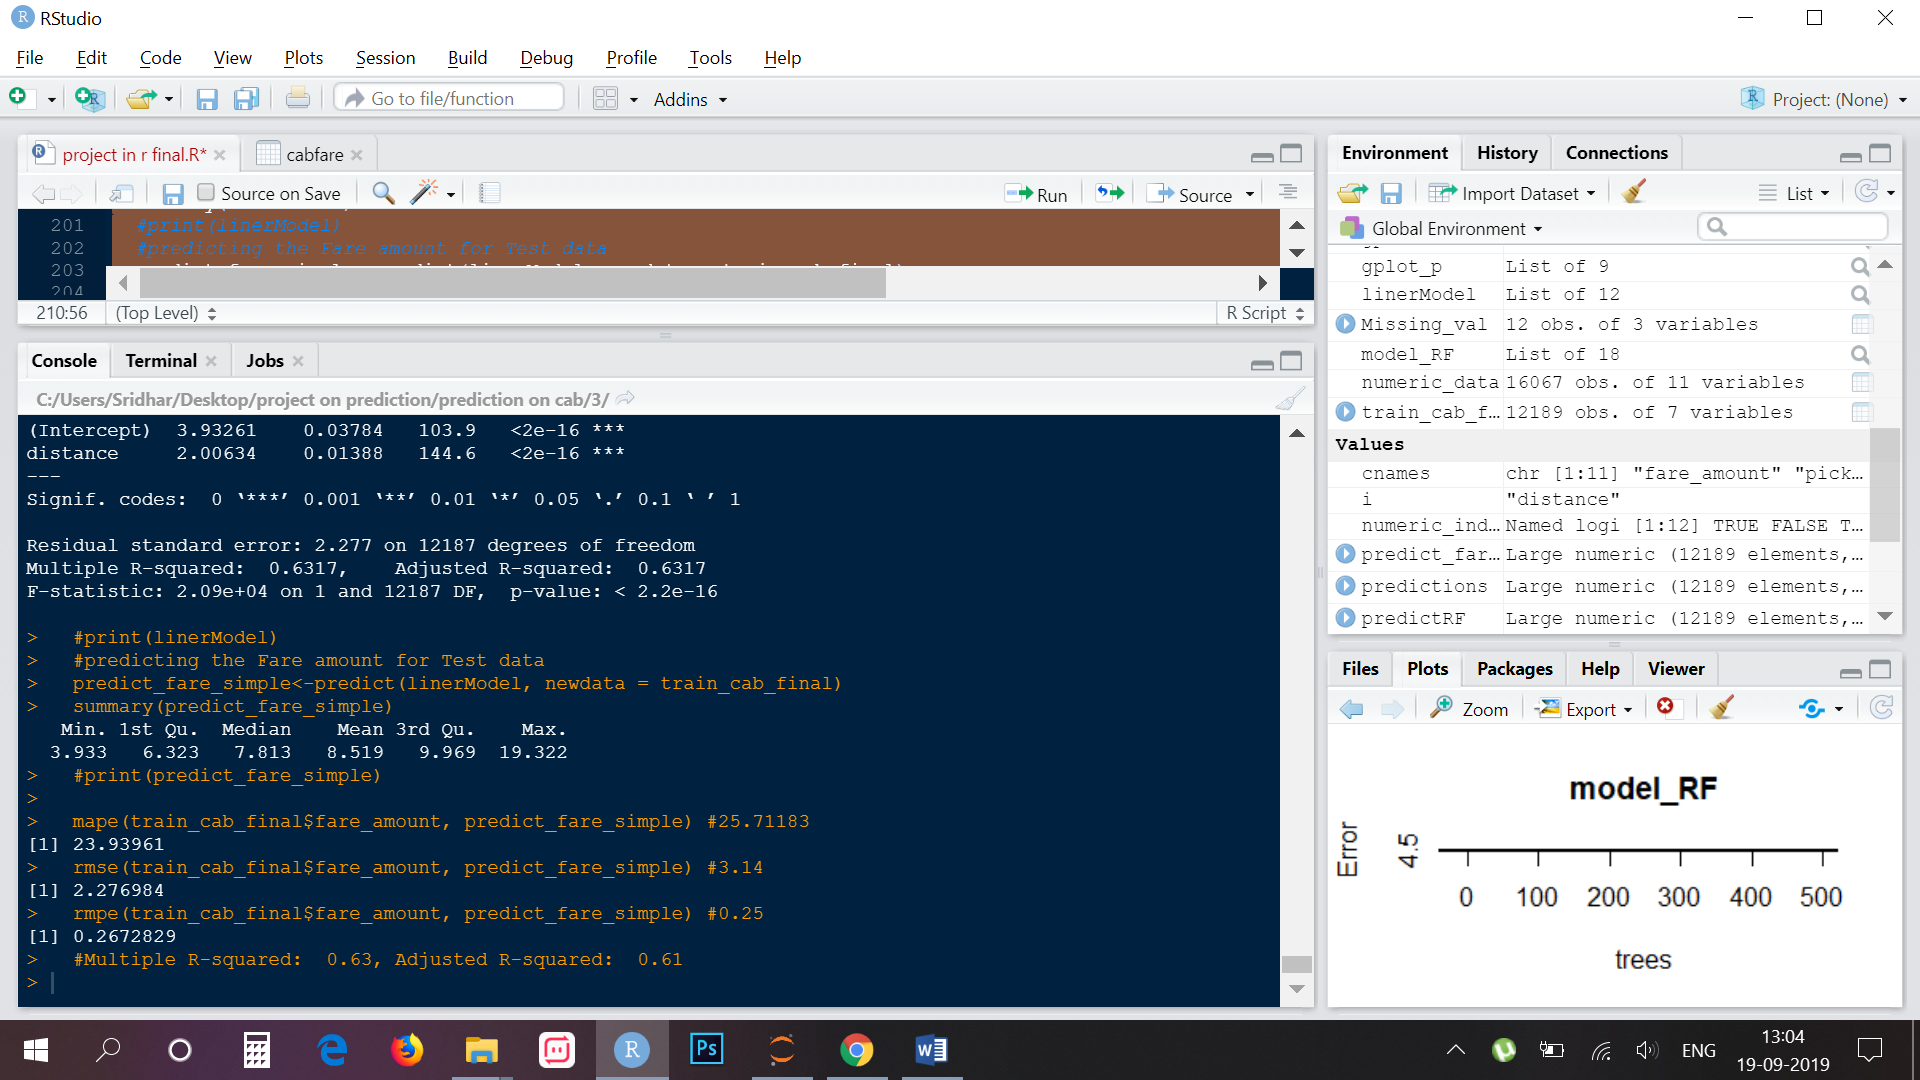 RStudio
File Edit Code View Plots Session Build Debug Profile Tools Help
Go to file/function Addins Project: (None)
project in r final.R* cabfare
Source on Save Run Source
201 #print(linerModel)
202 #predicting the Fare amount for Test data
203
204
210:56 (Top Level) R Script
Console Terminal Jobs
C:/Users/Sridhar/Desktop/project on prediction/prediction on cab/3/
(Intercept) 3.93261 0.03784 103.9 <2e-16 ***
distance 2.00634 0.01388 144.6 <2e-16 ***
---
Signif. codes: 0 ‘***’ 0.001 ‘**’ 0.01 ‘*’ 0.05 ‘.’ 0.1 ‘ ’ 1
Residual standard error: 2.277 on 12187 degrees of freedom
Multiple R-squared: 0.6317, Adjusted R-squared: 0.6317
F-statistic: 2.09e+04 on 1 and 12187 DF, p-value: < 2.2e-16
> #print(linerModel)
> #predicting the Fare amount for Test data
> predict_fare_simple<-predict(linerModel, newdata = train_cab_final)
> summary(predict_fare_simple)
Min. 1st Qu. Median Mean 3rd Qu. Max.
3.933 6.323 7.813 8.519 9.969 19.322
> #print(predict_fare_simple)
>
> mape(train_cab_final$fare_amount, predict_fare_simple) #25.71183
[1] 23.93961
> rmse(train_cab_final$fare_amount, predict_fare_simple) #3.14
[1] 2.276984
> rmpe(train_cab_final$fare_amount, predict_fare_simple) #0.25
[1] 0.2672829
> #Multiple R-squared: 0.63, Adjusted R-squared: 0.61
>
Environment History Connections
Import Dataset List
Global Environment
gplot_p List of 9
linerModel List of 12
Missing_val 12 obs. of 3 variables
model_RF List of 18
numeric_data 16067 obs. of 11 variables
train_cab_f… 12189 obs. of 7 variables
Values
cnames chr [1:11] "fare_amount" "pick…
i "distance"
numeric_ind… Named logi [1:12] TRUE FALSE T…
predict_far… Large numeric (12189 elements,…
predictions Large numeric (12189 elements,…
predictRF Large numeric (12189 elements,…
Files Plots Packages Help Viewer
Zoom Export
model_RF
Error
4.5
0 100 200 300 400 500
trees
Ps
ENG
13:04
19-09-2019